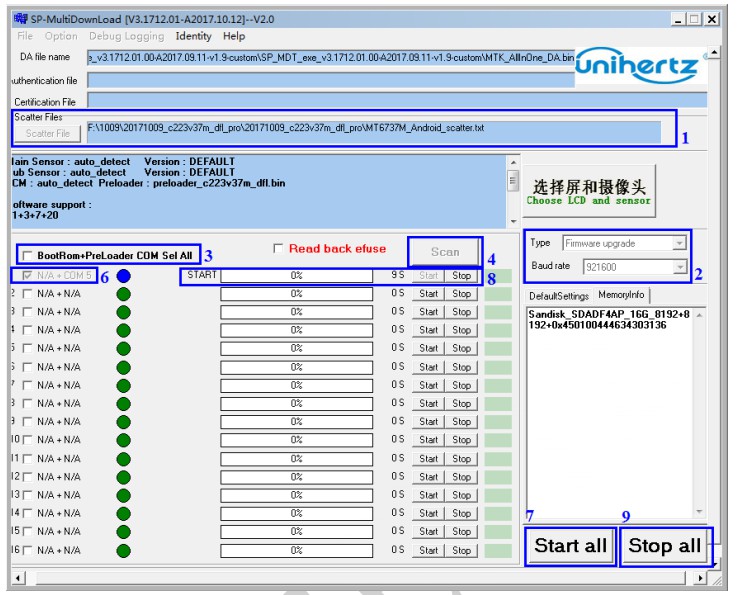 SP-MultiDownLoad [V3.1712.01-A2017.10.12]--V2.0
File Option Debug Logging Identity Help
DA file name
_v3.1712.01.00-A2017.09.11-v1.9-custom\SP_MDT_exe_v3.1712.01.00-A2017.09.11-v1.9-custom\MTK_AllInOne_DA.bin
unihertz
uthentication file
Certification File
Scatter Files
Scatter File F:\1009\20171009_c223v37m_dfl_pro\20171009_c223v37m_dfl_pro\MT6737M_Android_scatter.txt 1
ain Sensor : auto_detect Version : DEFAULT
ub Sensor : auto_detect Version : DEFAULT
CM : auto_detect Preloader : preloader_c223v37m_dfl.bin
oftware support :
1+3+7+20
选择屏和摄像头
Choose LCD and sensor
BootRom+PreLoader COM Sel All 3 Read back efuse Scan 4
Type Firmware upgrade
Baud rate 921600 2
N/A + COM 5 6 START 0% 9 S Start Stop 8
2 N/A + N/A 0% 0 S Start Stop
3 N/A + N/A 0% 0 S Start Stop
4 N/A + N/A 0% 0 S Start Stop
5 N/A + N/A 0% 0 S Start Stop
6 N/A + N/A 0% 0 S Start Stop
7 N/A + N/A 0% 0 S Start Stop
8 N/A + N/A 0% 0 S Start Stop
9 N/A + N/A 0% 0 S Start Stop
10 N/A + N/A 0% 0 S Start Stop
11 N/A + N/A 0% 0 S Start Stop
12 N/A + N/A 0% 0 S Start Stop
13 N/A + N/A 0% 0 S Start Stop
14 N/A + N/A 0% 0 S Start Stop
15 N/A + N/A 0% 0 S Start Stop
16 N/A + N/A 0% 0 S Start Stop
DefaultSettings MemoryInfo
Sandisk_SDADF4AP_16G_8192+8
192+0x450100444634303136
7 9
Start all Stop all